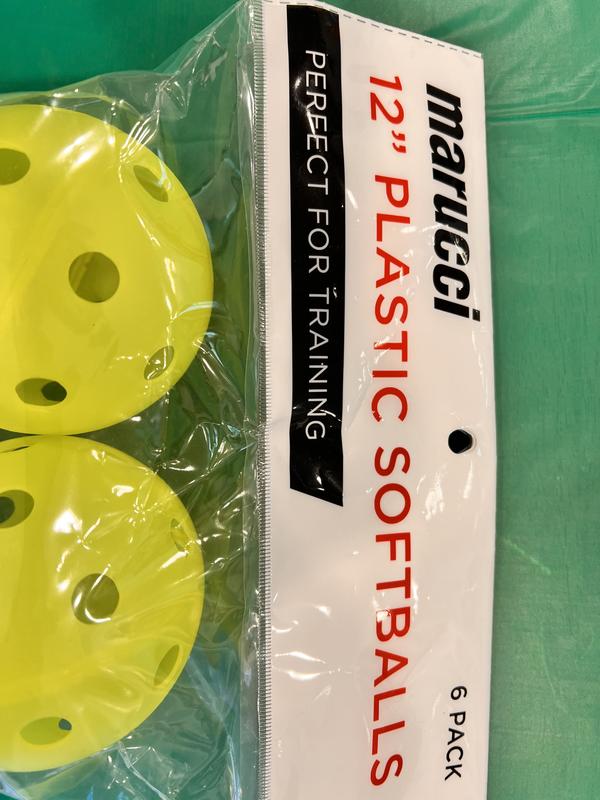 marucci
6 PACK
12” PLASTIC SOFTBALLS
PERFECT FOR TRAINING